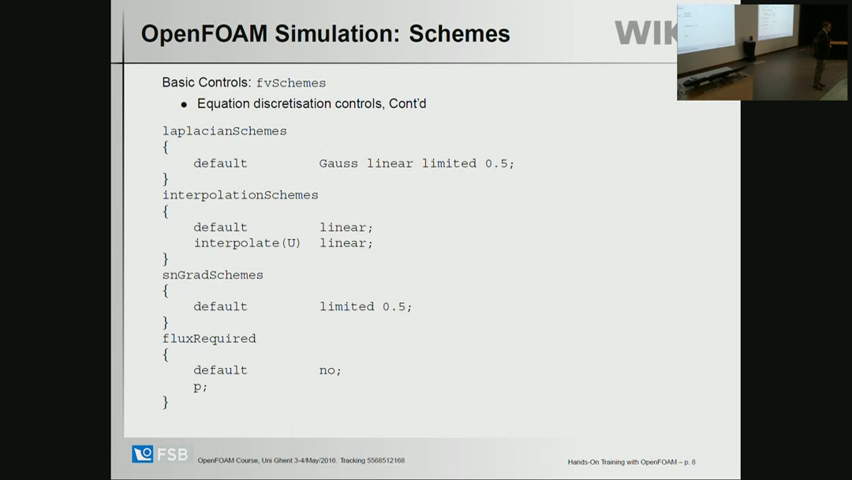 OpenFOAM Simulation: Schemes
WIK
Basic Controls: fvSchemes
• Equation discretisation controls, Cont'd
laplacianSchemes
{
default Gauss linear limited 0.5;
}
interpolationSchemes
{
default linear;
interpolate(U) linear;
}
snGradSchemes
{
default limited 0.5;
}
fluxRequired
{
default no;
p;
}
FSB
OpenFOAM Course, Uni Ghent 3-4/May/2016. Tracking 5568512168
Hands-On Training with OpenFOAM – p. 8